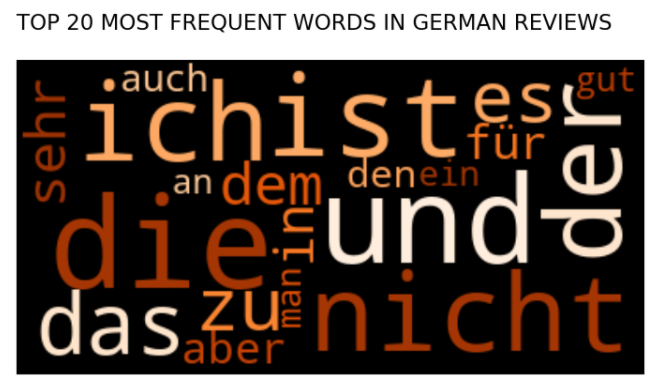 TOP 20 MOST FREQUENT WORDS IN GERMAN REVIEWS
sehr
auch
ich
ist
es
gut
für
der
an
dem
den
ein
die
in
und
das
zu
man
nicht
aber